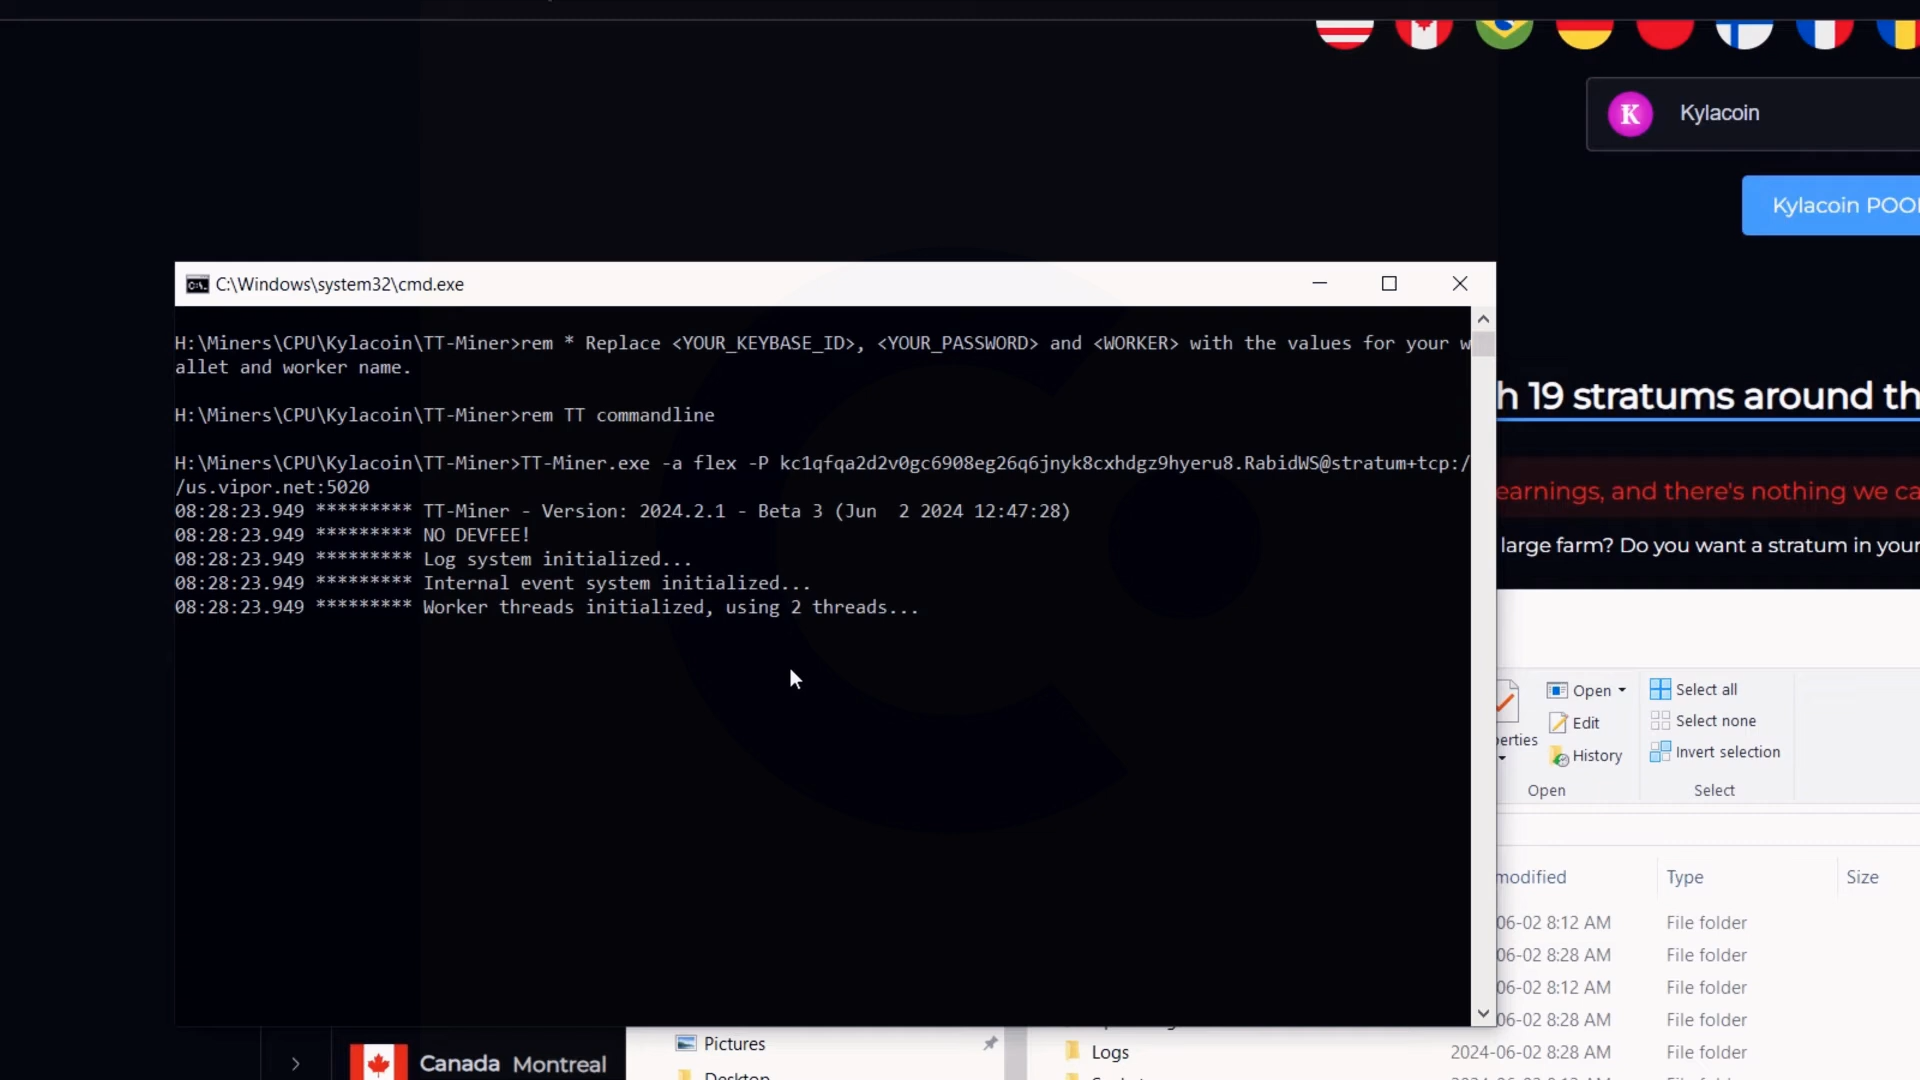 Kylacoin
Kylacoin POOL
C:\Windows\system32\cmd.exe
H:\Miners\CPU\Kylacoin\TT-Miner>rem * Replace <YOUR_KEYBASE_ID>, <YOUR_PASSWORD> and <WORKER> with the values for your w
allet and worker name.
H:\Miners\CPU\Kylacoin\TT-Miner>rem TT commandline
H:\Miners\CPU\Kylacoin\TT-Miner>TT-Miner.exe -a flex -P kc1qfqa2d2v0gc6908eg26q6jnyk8cxhdgz9hyeru8.RabidWS@stratum+tcp:/
/us.vipor.net:5020
08:28:23.949 ********* TT-Miner - Version: 2024.2.1 - Beta 3 (Jun  2 2024 12:47:28)
08:28:23.949 ********* NO DEVFEE!
08:28:23.949 ********* Log system initialized...
08:28:23.949 ********* Internal event system initialized...
08:28:23.949 ********* Worker threads initialized, using 2 threads...
h 19 stratums around th
earnings, and there's nothing we ca
large farm? Do you want a stratum in your
Open
Edit
History
Open
erties
Select all
Select none
Invert selection
Select
modified Type Size
06-02 8:12 AM File folder
06-02 8:28 AM File folder
06-02 8:12 AM File folder
06-02 8:28 AM File folder
Logs 2024-06-02 8:28 AM File folder
Pictures
Desktop
Canada Montreal